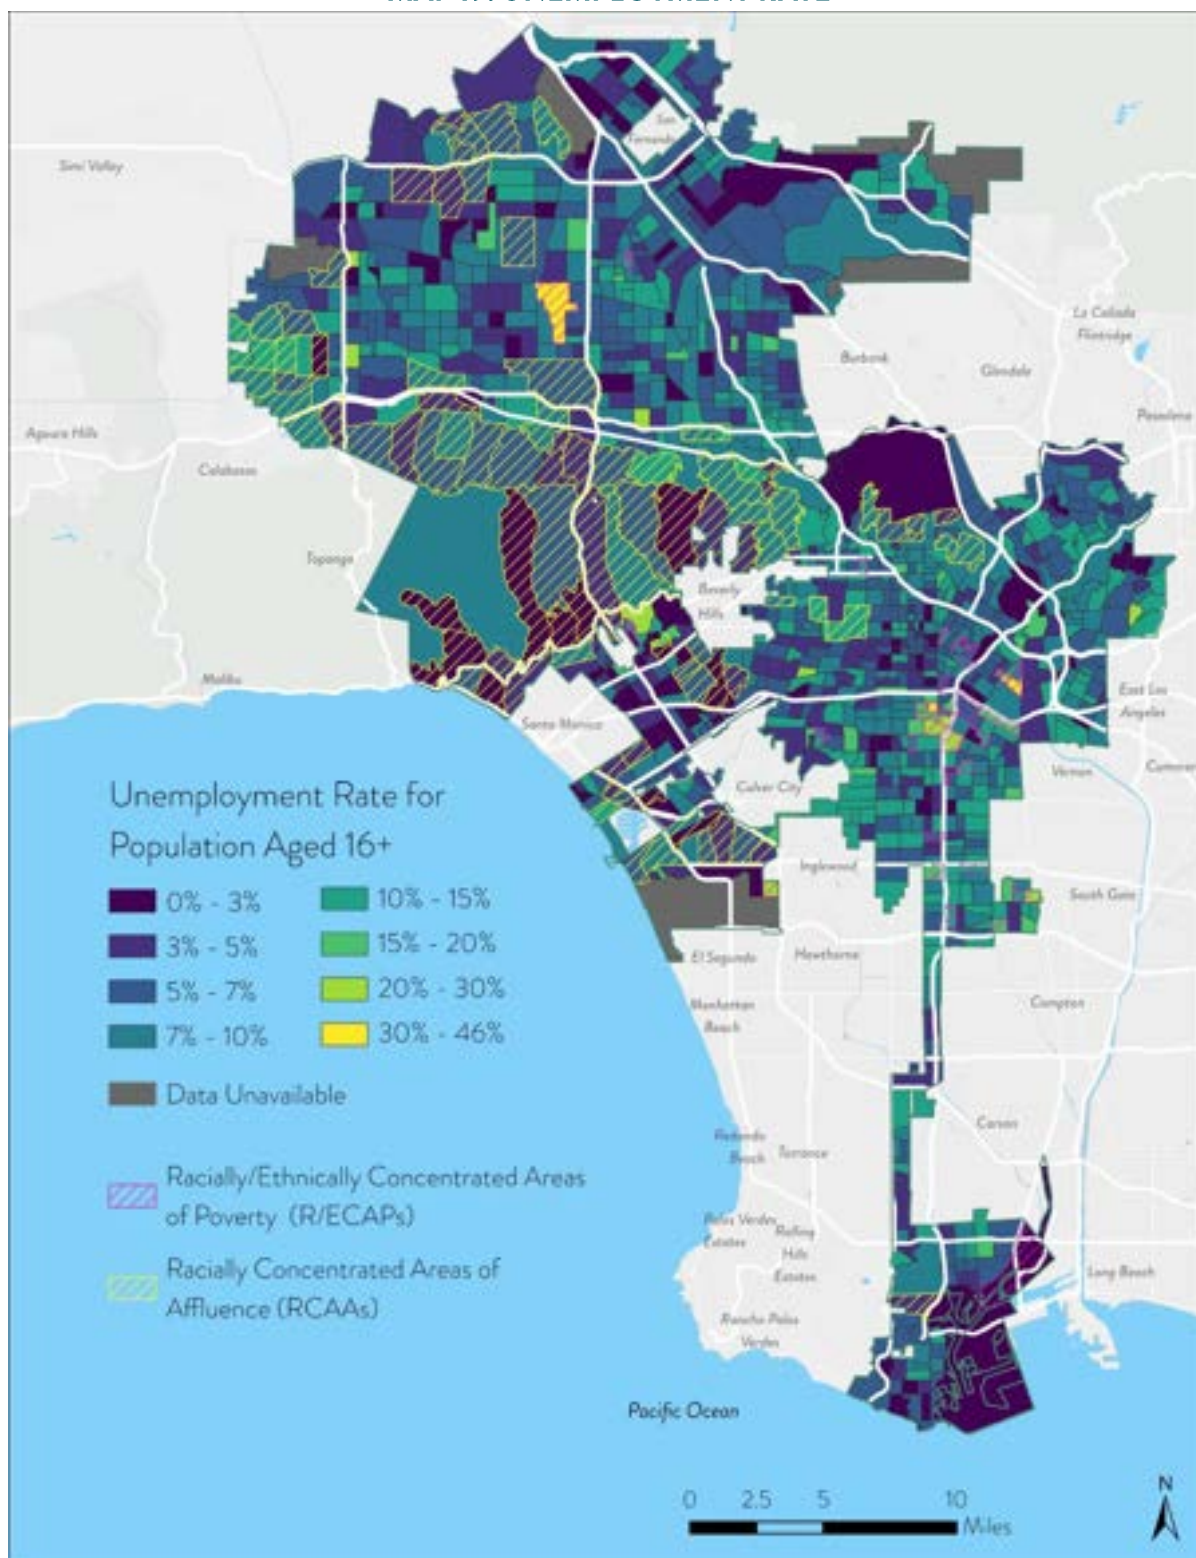 San
Fernando
Simi Valley
La Cañada
Flintridge
Burbank
Glendale
Pasadena
Agoura Hills
Calabasas
Topanga
Beverly
Hills
Malibu
East Los
Angeles
Santa Monica
Vernon
Culver City
Inglewood
South Gate
El Segundo
Hawthorne
Manhattan
Beach
Compton
Unemployment Rate for
Population Aged 16+
0% - 3%
10% - 15%
3% - 5%
15% - 20%
5% - 7%
20% - 30%
7% - 10%
30% - 46%
Data Unavailable
Racially/Ethnically Concentrated Areas
of Poverty (R/ECAPs)
Racially Concentrated Areas of
Affluence (RCAAs)
Carson
Redondo
Beach
Torrance
Palos Verdes
Estates
Rolling
Hills
Estates
Long Beach
Rancho Palos
Verdes
Pacific Ocean
N
0 2.5 5 10
Miles